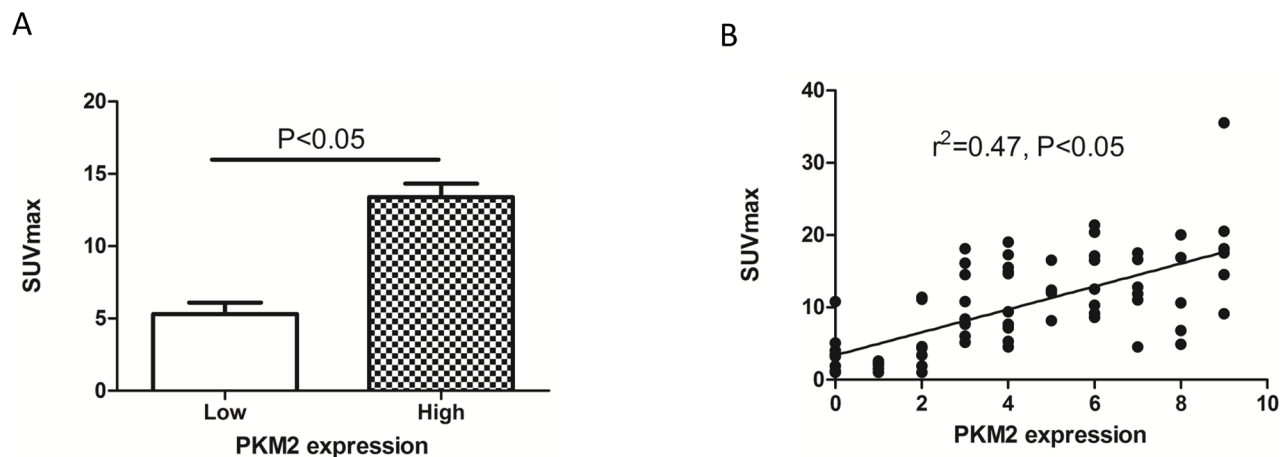 A
20
15
10
5
0
SUVmax
P<0.05
Low High
PKM2 expression
B
40
30
20
10
0
SUVmax
r²=0.47, P<0.05
0 2 4 6 8 10
PKM2 expression